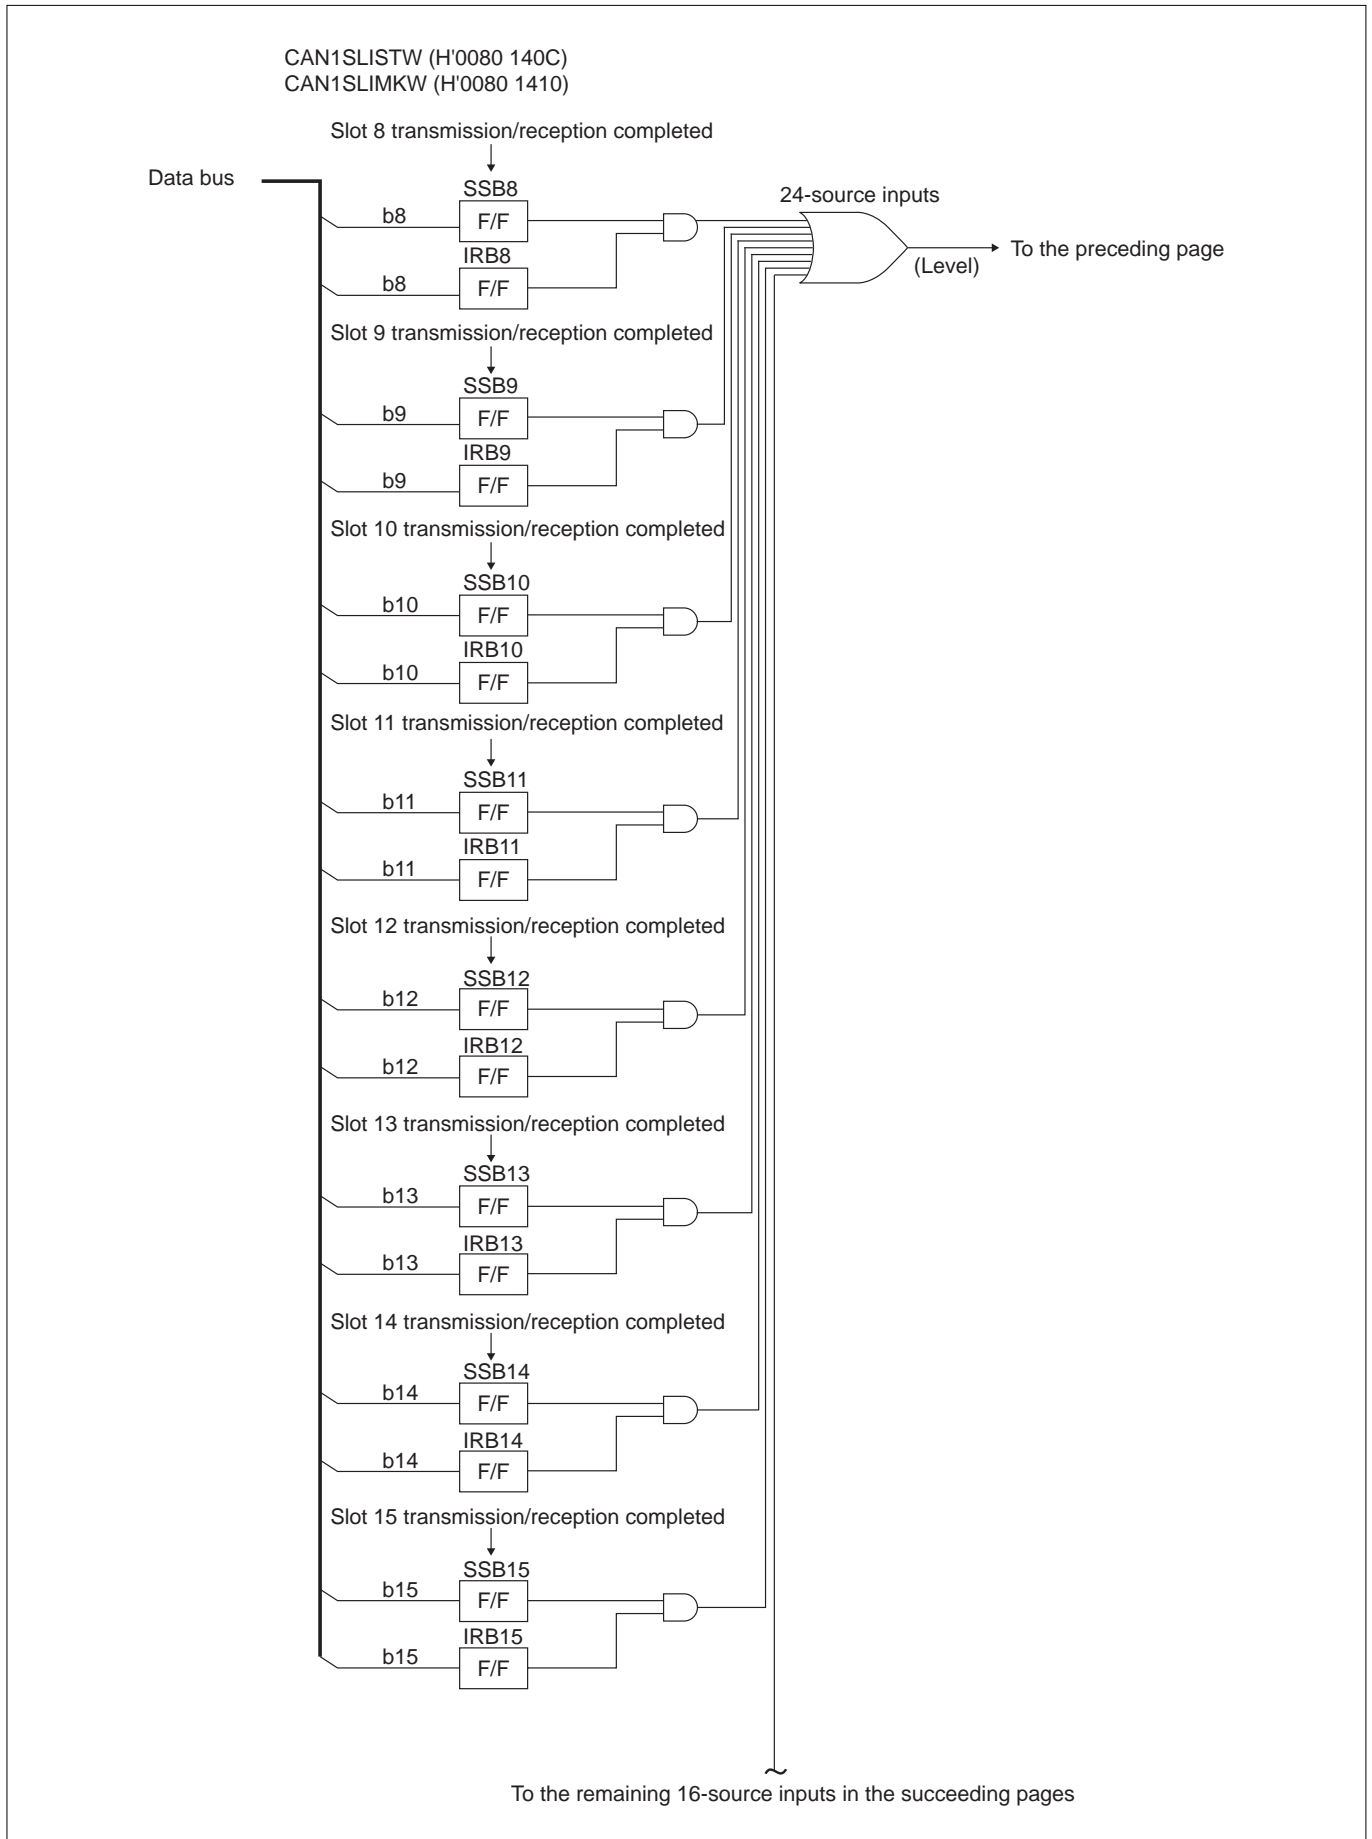 CAN1SLISTW (H'0080 140C)
CAN1SLIMKW (H'0080 1410)
Slot 8 transmission/reception completed
Data bus
SSB8
24-source inputs
b8
F/F
To the preceding page
(Level)
IRB8
b8
F/F
Slot 9 transmission/reception completed
SSB9
b9
F/F
IRB9
b9
F/F
Slot 10 transmission/reception completed
SSB10
b10
F/F
IRB10
b10
F/F
Slot 11 transmission/reception completed
SSB11
b11
F/F
IRB11
b11
F/F
Slot 12 transmission/reception completed
SSB12
b12
F/F
IRB12
b12
F/F
Slot 13 transmission/reception completed
SSB13
b13
F/F
IRB13
b13
F/F
Slot 14 transmission/reception completed
SSB14
b14
F/F
IRB14
b14
F/F
Slot 15 transmission/reception completed
SSB15
b15
F/F
IRB15
b15
F/F
To the remaining 16-source inputs in the succeeding pages